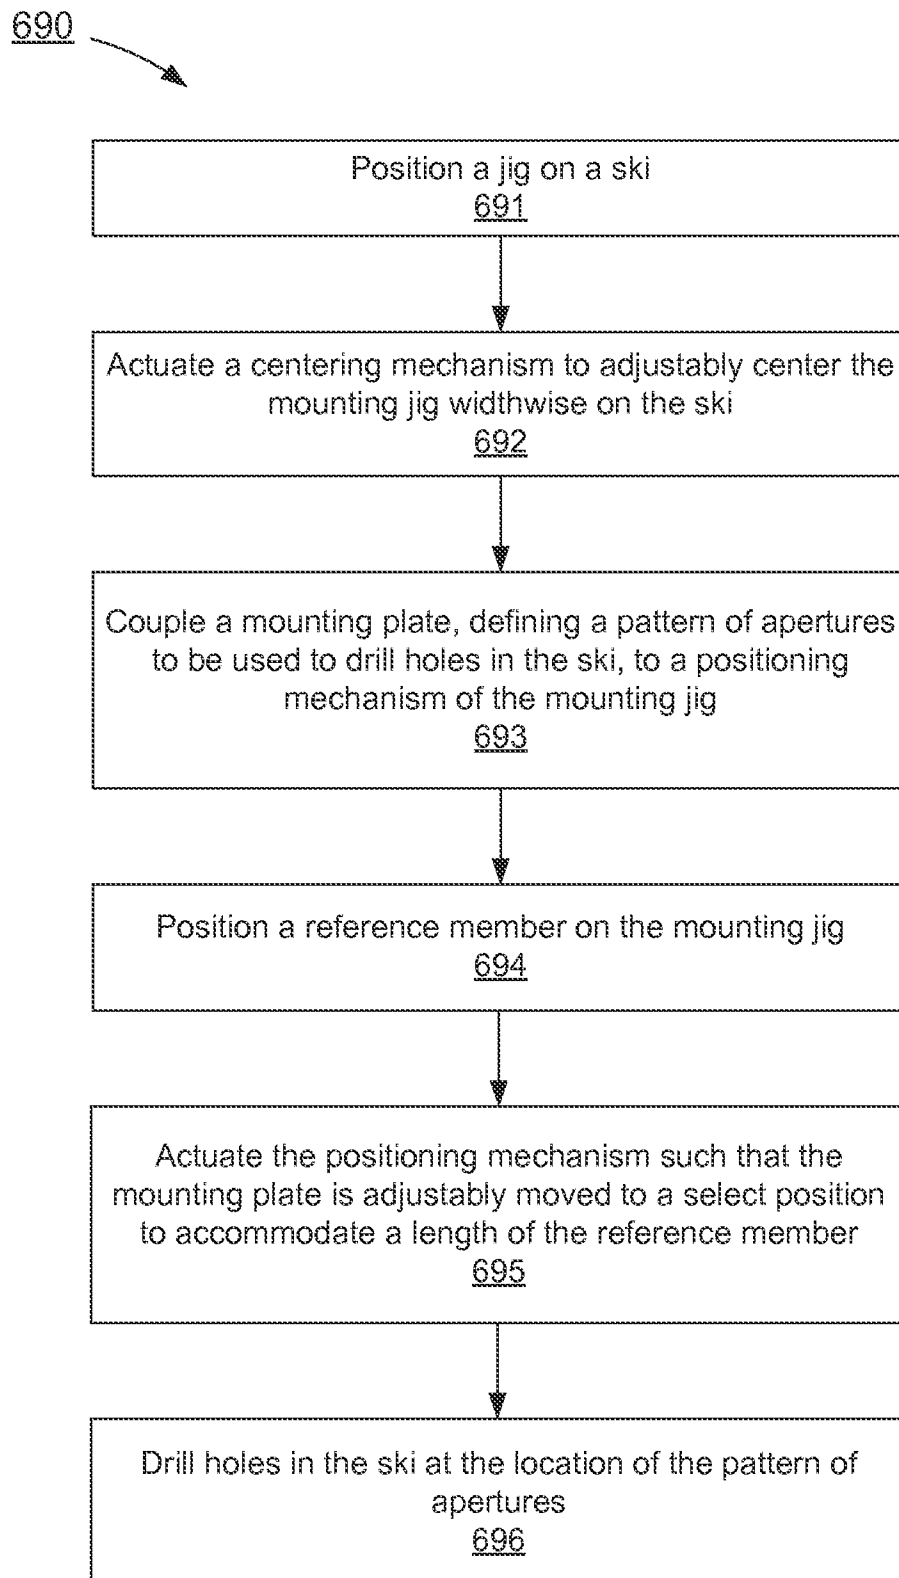 690
Position a jig on a ski
691
Actuate a centering mechanism to adjustably center the
mounting jig widthwise on the ski
692
Couple a mounting plate, defining a pattern of apertures
to be used to drill holes in the ski, to a positioning
mechanism of the mounting jig
693
Position a reference member on the mounting jig
694
Actuate the positioning mechanism such that the
mounting plate is adjustably moved to a select position
to accommodate a length of the reference member
695
Drill holes in the ski at the location of the pattern of
apertures
696